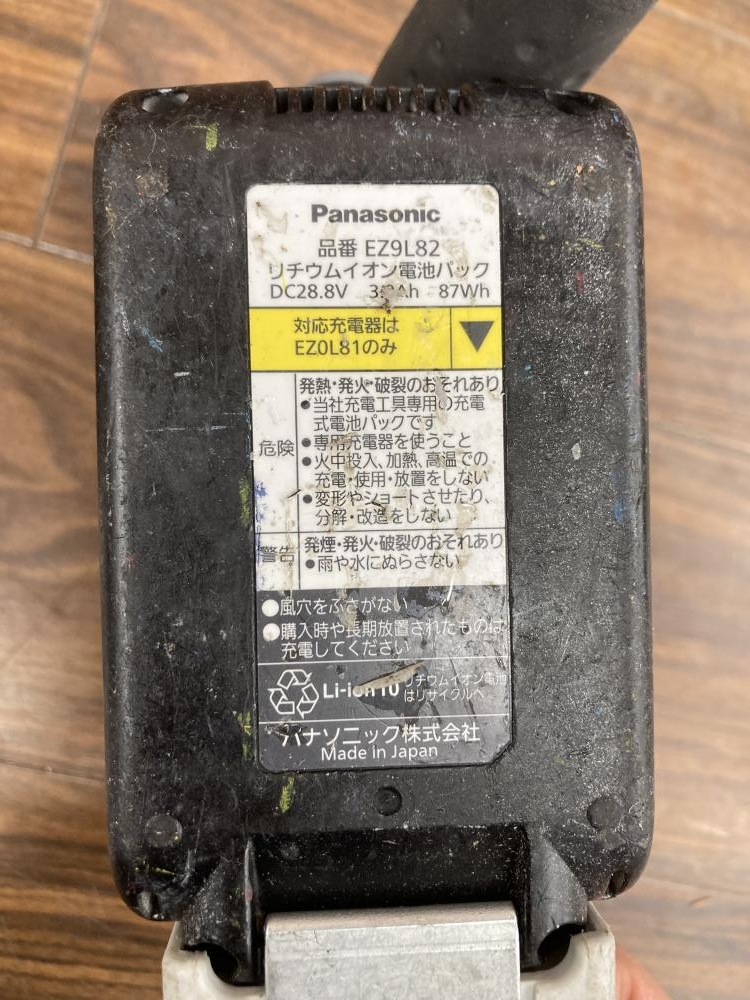 Panasonic
品番 EZ9L82
リチウムイオン電池パック
DC28.8V 87Wh
対応充電器は
EZ0L81のみ
危険
発熱・発火・破裂のおそれあり
●当社充電工具専用の充電
式電池パックです
●専用充電器を使うこと
●火中投入、加熱、高温での
充電・使用・放置をしない
●変形やショートさせたり、
分解・改造をしない
警告
発煙・発火・破裂のおそれあり
●雨や水にぬらさない
●風穴をふさがない
●購入時や長期放置されたものは
充電してください
Li-ion10
リチウムイオン電池
はリサイクルへ
パナソニック株式会社
Made in Japan